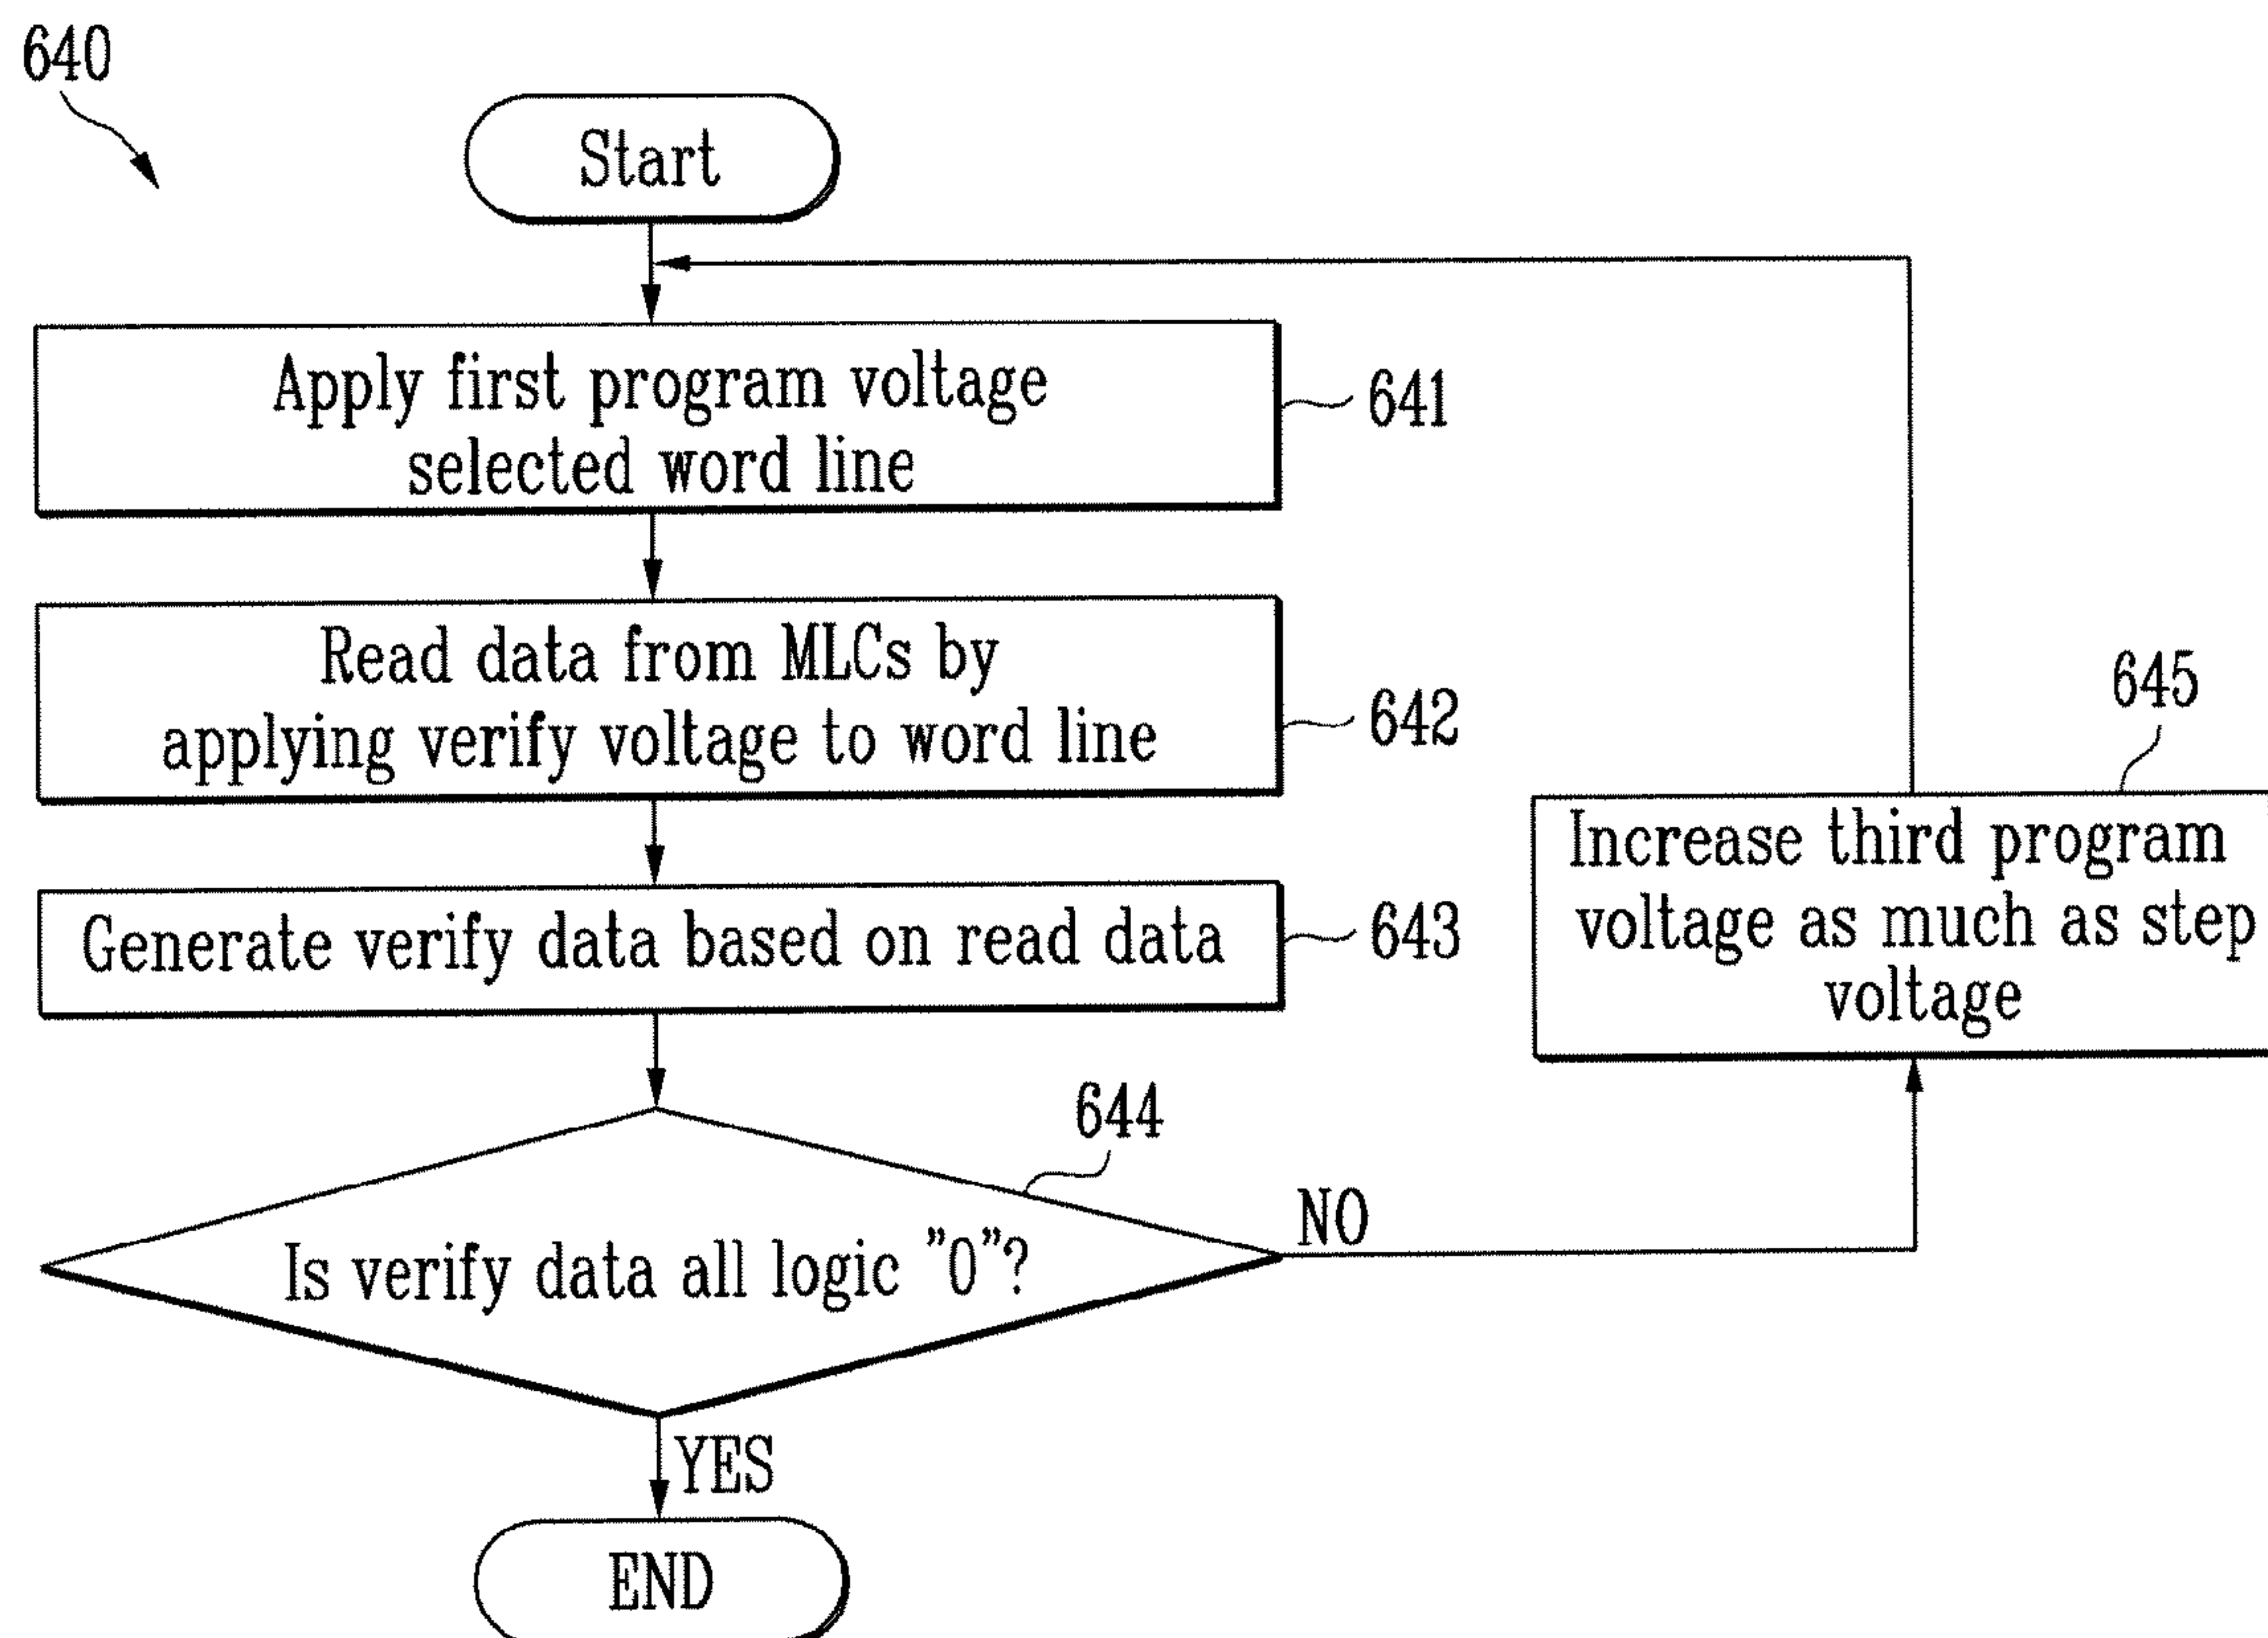 640
Start
Apply first program voltage
selected word line
641
Read data from MLCs by
applying verify voltage to word line
642
645
Increase third program
voltage as much as step
voltage
Generate verify data based on read data
643
644
Is verify data all logic "0"?
NO
YES
END